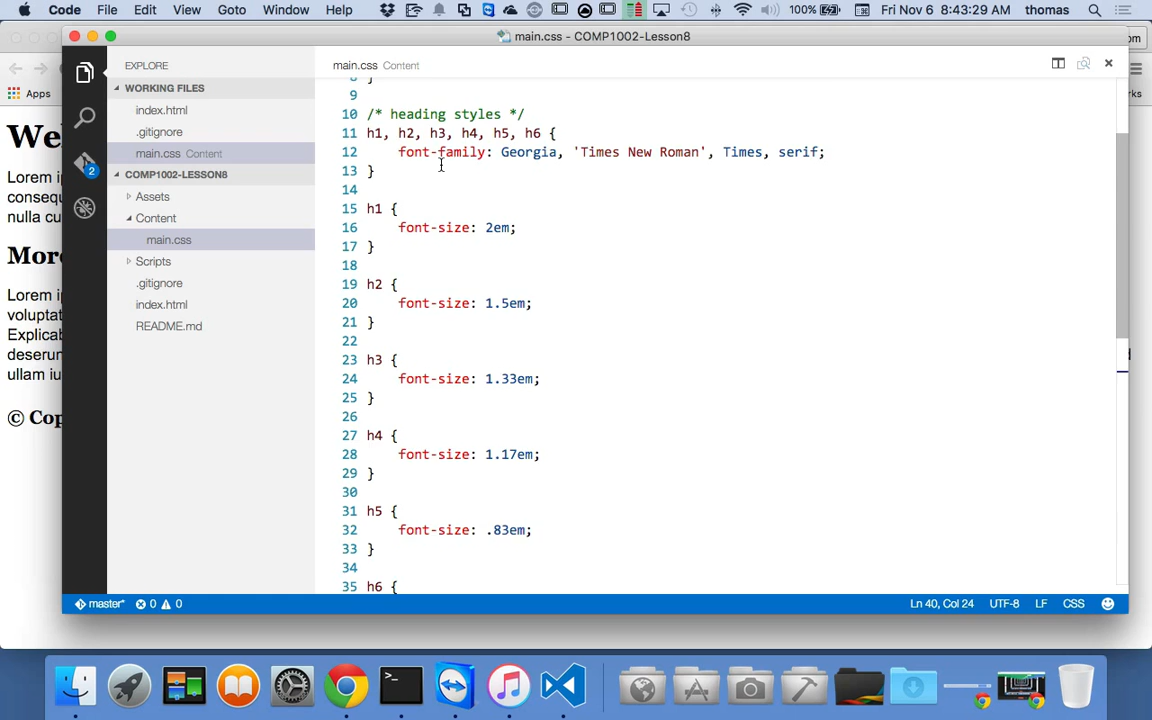 Code File Edit View Goto Window Help 100% Fri Nov 6 8:43:29 AM thomas
main.css - COMP1002-Lesson8
om
Apps
rks
EXPLORE
WORKING FILES
index.html
.gitignore
main.css Content
2
COMP1002-LESSON8
Assets
Content
main.css
Scripts
.gitignore
index.html
README.md
main.css Content
8 }
9
10 /* heading styles */
11 h1, h2, h3, h4, h5, h6 {
12 font-family: Georgia, 'Times New Roman', Times, serif;
13 }
14
15 h1 {
16 font-size: 2em;
17 }
18
19 h2 {
20 font-size: 1.5em;
21 }
22
23 h3 {
24 font-size: 1.33em;
25 }
26
27 h4 {
28 font-size: 1.17em;
29 }
30
31 h5 {
32 font-size: .83em;
33 }
34
35 h6 {
master* 0 0 Ln 40, Col 24 UTF-8 LF CSS
Wel
Lorem ip
consequ
nulla cu
More
Lorem ip
voluptat
Explicab
deserun
ullam iu
© Cop
d
>_